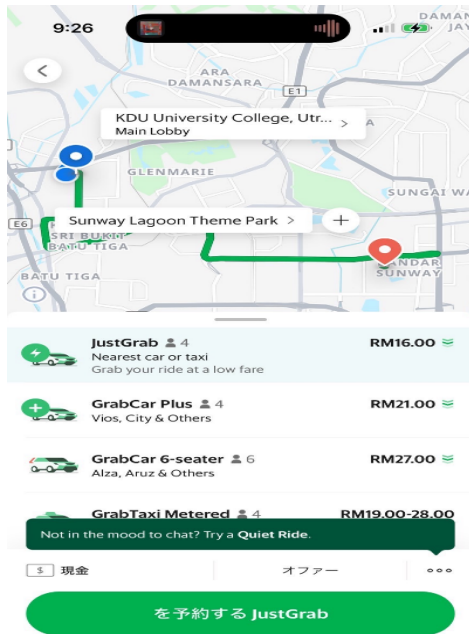 9:26
DAMAN
JAY
ARA
DAMANSARA
E1
KDU University College, Utr... >
Main Lobby
A
GLENMARIE
SUNGAI WA
E6
Sunway Lagoon Theme Park >
SRI BUKIT
BATU TIGA
BANDAR
SUNWAY
BATU TIGA
JustGrab 4 RM16.00
Nearest car or taxi
Grab your ride at a low fare
GrabCar Plus 4 RM21.00
Vios, City & Others
GrabCar 6-seater 6 RM27.00
Alza, Aruz & Others
GrabTaxi Metered 4 RM19.00-28.00
Not in the mood to chat? Try a Quiet Ride.
$ 現金 オファー
を予約する JustGrab